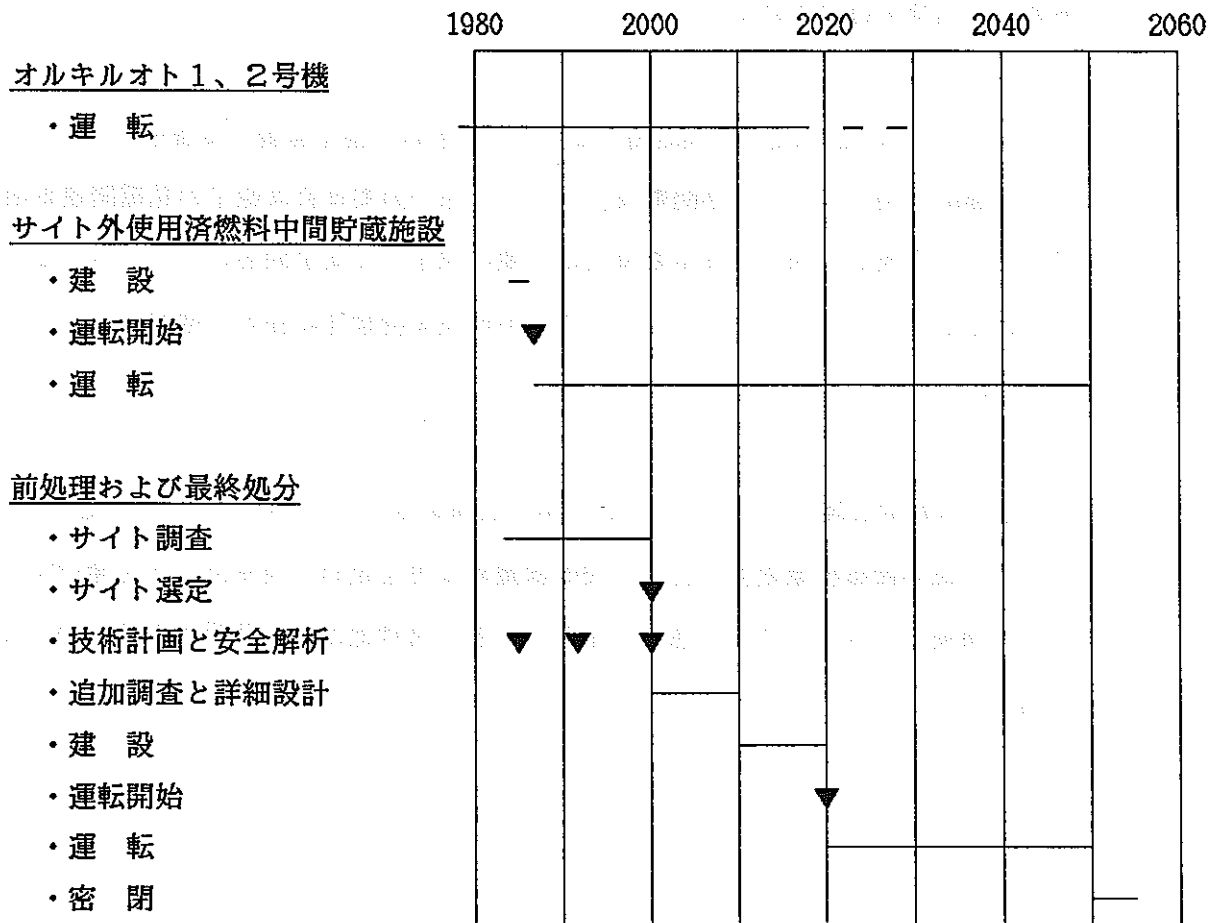 1980 2000 2020 2040 2060
オルキルオト1、2号機
・運 転
サイト外使用済燃料中間貯蔵施設
・建 設
・運転開始
・運 転
前処理および最終処分
・サイト調査
・サイト選定
・技術計画と安全解析
・追加調査と詳細設計
・建 設
・運転開始
・運 転
・密 閉